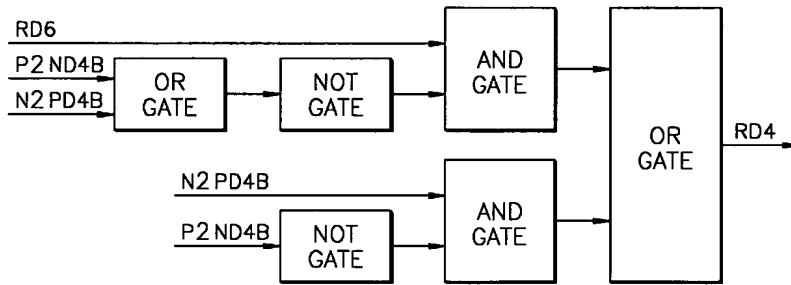 RD6
P2 ND4B
N2 PD4B
OR
GATE
NOT
GATE
AND
GATE
OR
GATE
RD4
N2 PD4B
P2 ND4B
NOT
GATE
AND
GATE